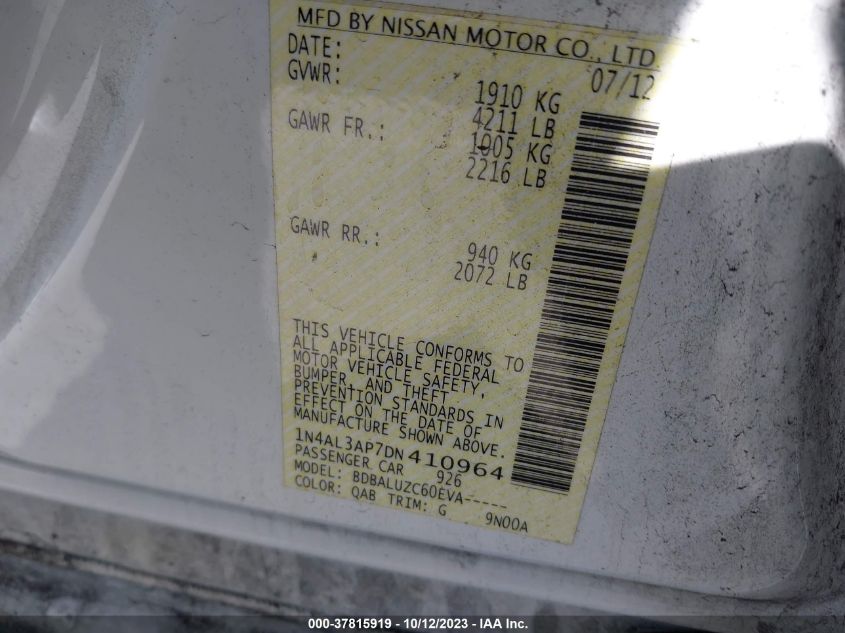 MFD BY NISSAN MOTOR CO., LTD
DATE: 07/12
GVWR: 1910 KG
4211 LB
GAWR FR.: 1005 KG
2216 LB
GAWR RR.: 940 KG
2072 LB
THIS VEHICLE CONFORMS TO
ALL APPLICABLE FEDERAL
MOTOR VEHICLE SAFETY,
BUMPER, AND THEFT
PREVENTION STANDARDS IN
EFFECT ON THE DATE OF
MANUFACTURE SHOWN ABOVE.
1N4AL3AP7DN410964
PASSENGER CAR 926
MODEL: BDBALUZC60EVA-----
COLOR: QAB TRIM: G 9N00A
000-37815919 - 10/12/2023 - IAA Inc.